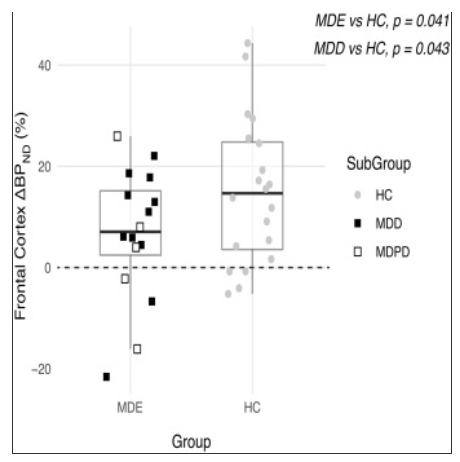 MDE vs HC, p = 0.041
MDD vs HC, p = 0.043
Frontal Cortex ΔBPND (%)
40
20
0
−20
MDE
HC
Group
SubGroup
HC
MDD
MDPD